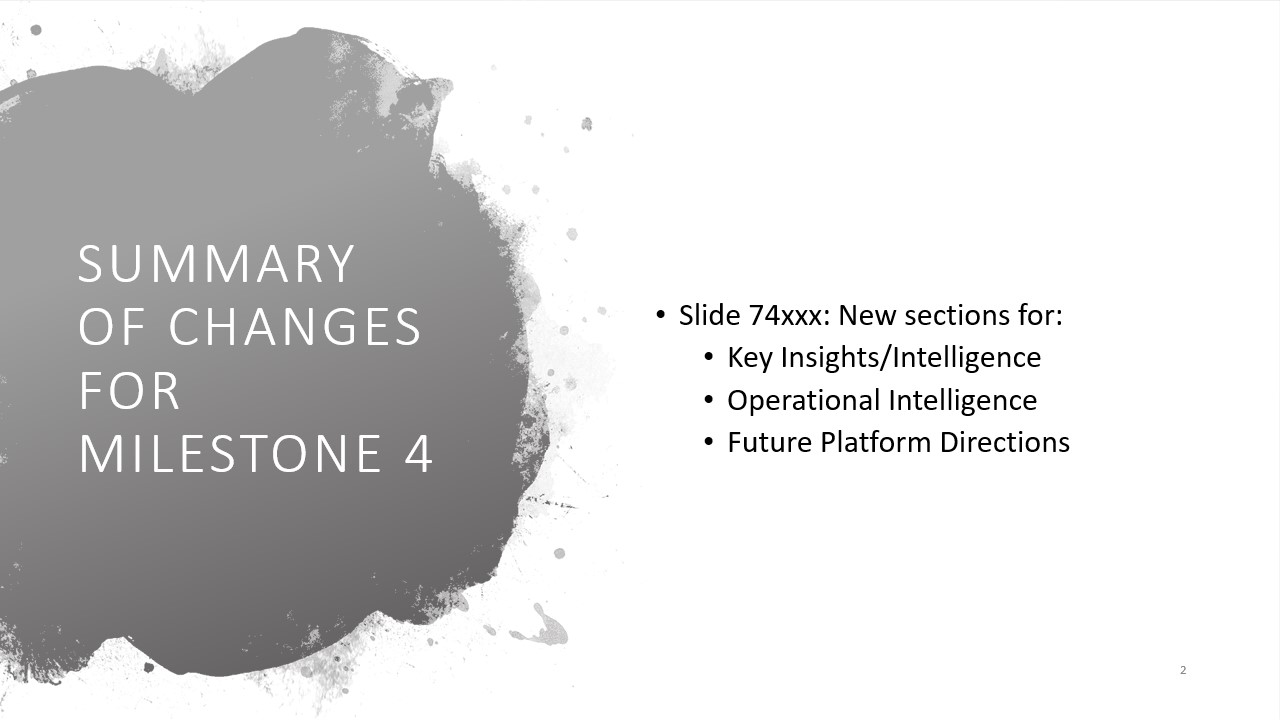 SUMMARY
OF CHANGES
FOR
MILESTONE 4
• Slide 74xxx: New sections for:
• Key Insights/Intelligence
• Operational Intelligence
• Future Platform Directions
2